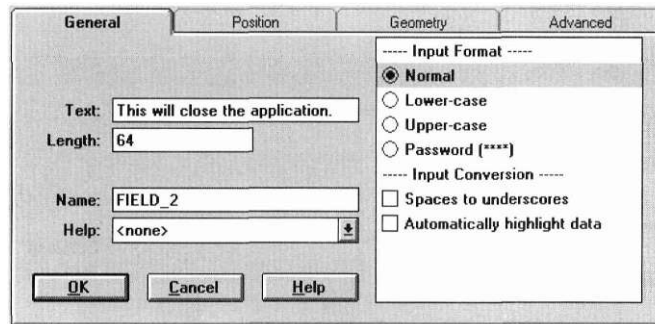 General Position Geometry Advanced
Text: This will close the application.
Length: 64
Name: FIELD_2
Help: <none>
OK Cancel Help
----- Input Format -----
Normal
Lower-case
Upper-case
Password (****)
----- Input Conversion -----
Spaces to underscores
Automatically highlight data